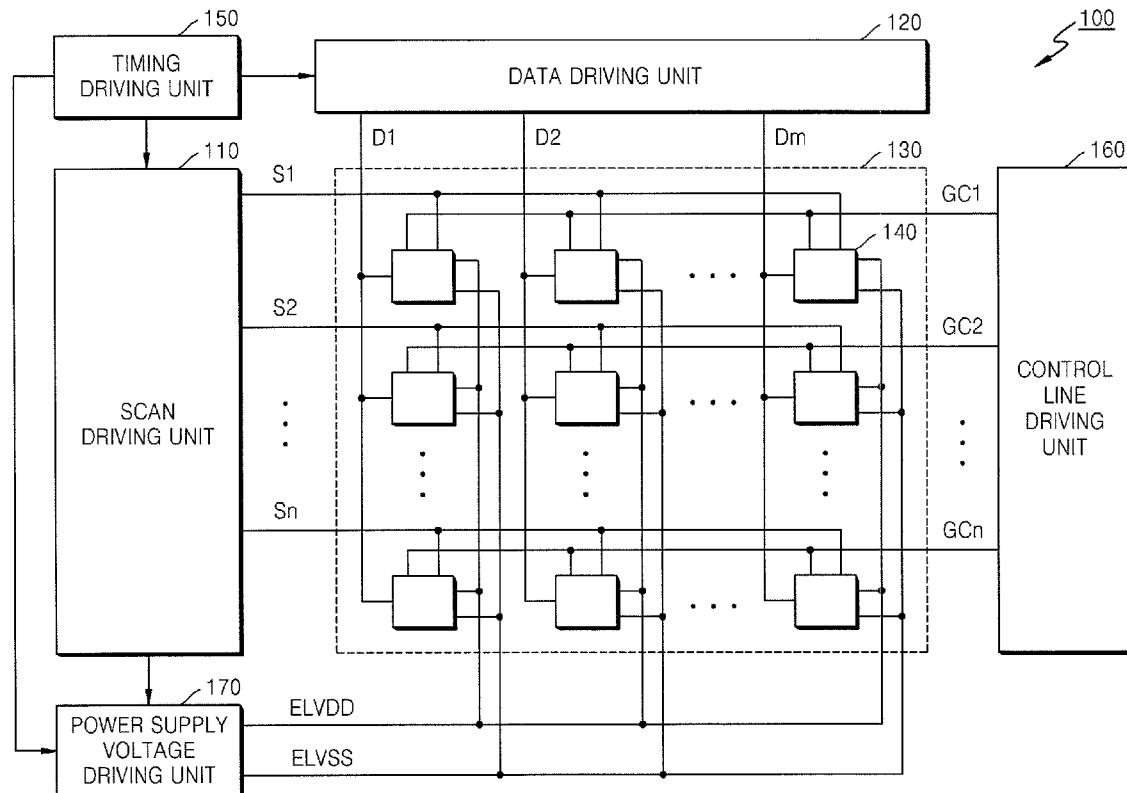 150
120
100
TIMING
DRIVING UNIT
DATA DRIVING UNIT
D1
D2
Dm
110
S1
130
160
GC1
140
S2
GC2
SCAN
DRIVING UNIT
CONTROL
LINE
DRIVING
UNIT
Sn
GCn
170
POWER SUPPLY
VOLTAGE
DRIVING UNIT
ELVDD
ELVSS